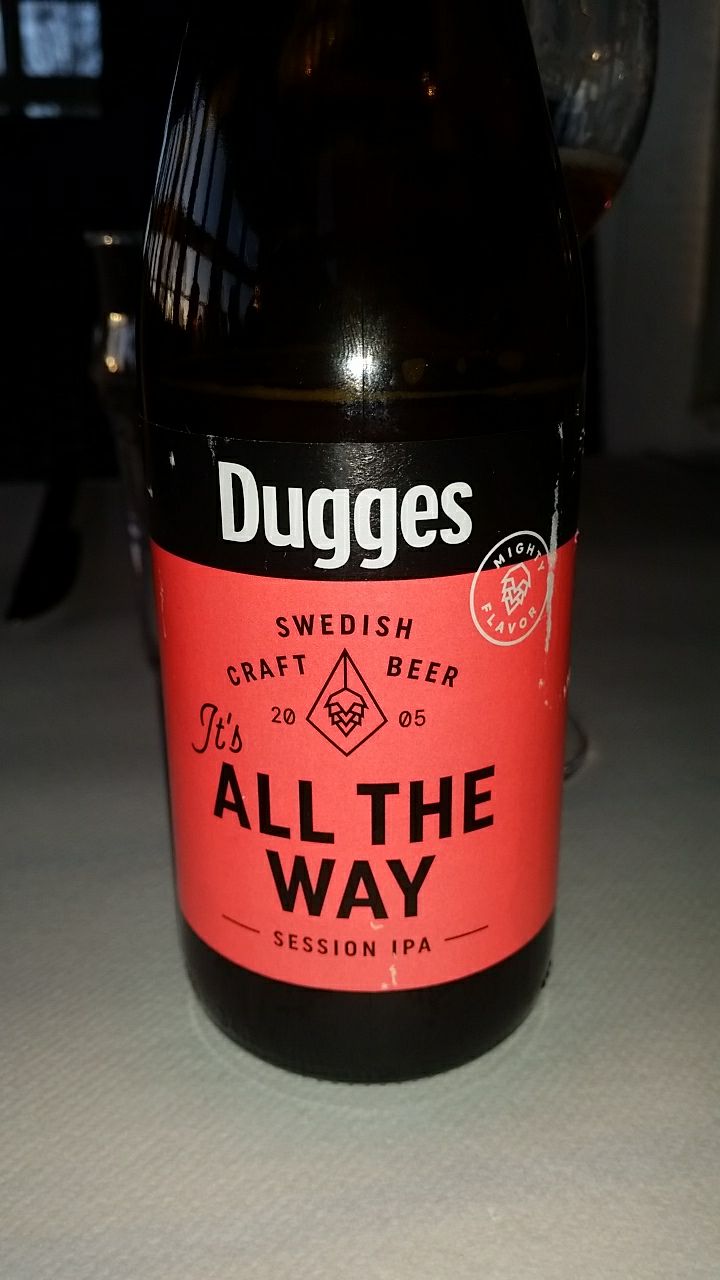 Dugges
MIGHTY
FLAVOR
SWEDISH
CRAFT BEER
20 05
It's
ALL THE
WAY
SESSION IPA